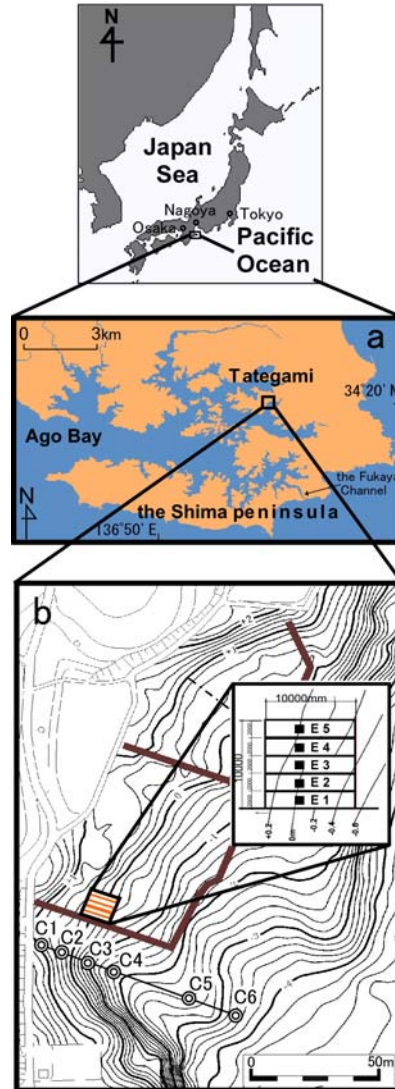 N
Japan
Sea
Nagoya
Tokyo
Osaka
Pacific
Ocean
0 3km
a
Tategami
34°20' N
Ago Bay
the Fukaya
Channel
N
the Shima peninsula
136°50' E
b
10000mm
10000
E 5
E 4
E 3
E 2
E 1
+0.2
0m
-0.2
-0.4
-0.6
C1
C2
C3
C4
C5
C6
0 50m